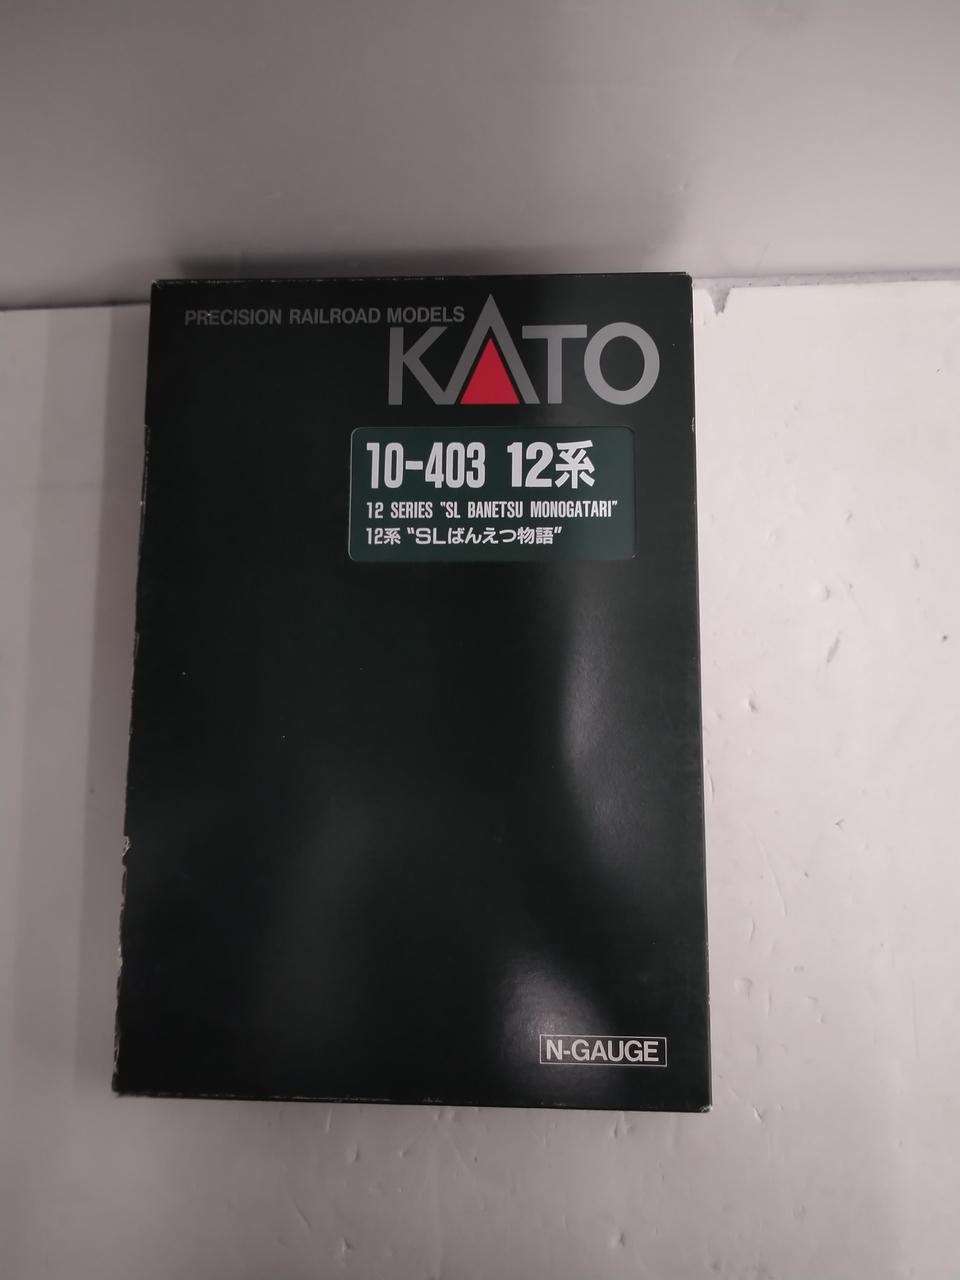 PRECISION RAILROAD MODELS
KATO
10-403 12系
12 SERIES "SL BANETSU MONOGATARI"
12系 "SLばんえつ物語"
N-GAUGE